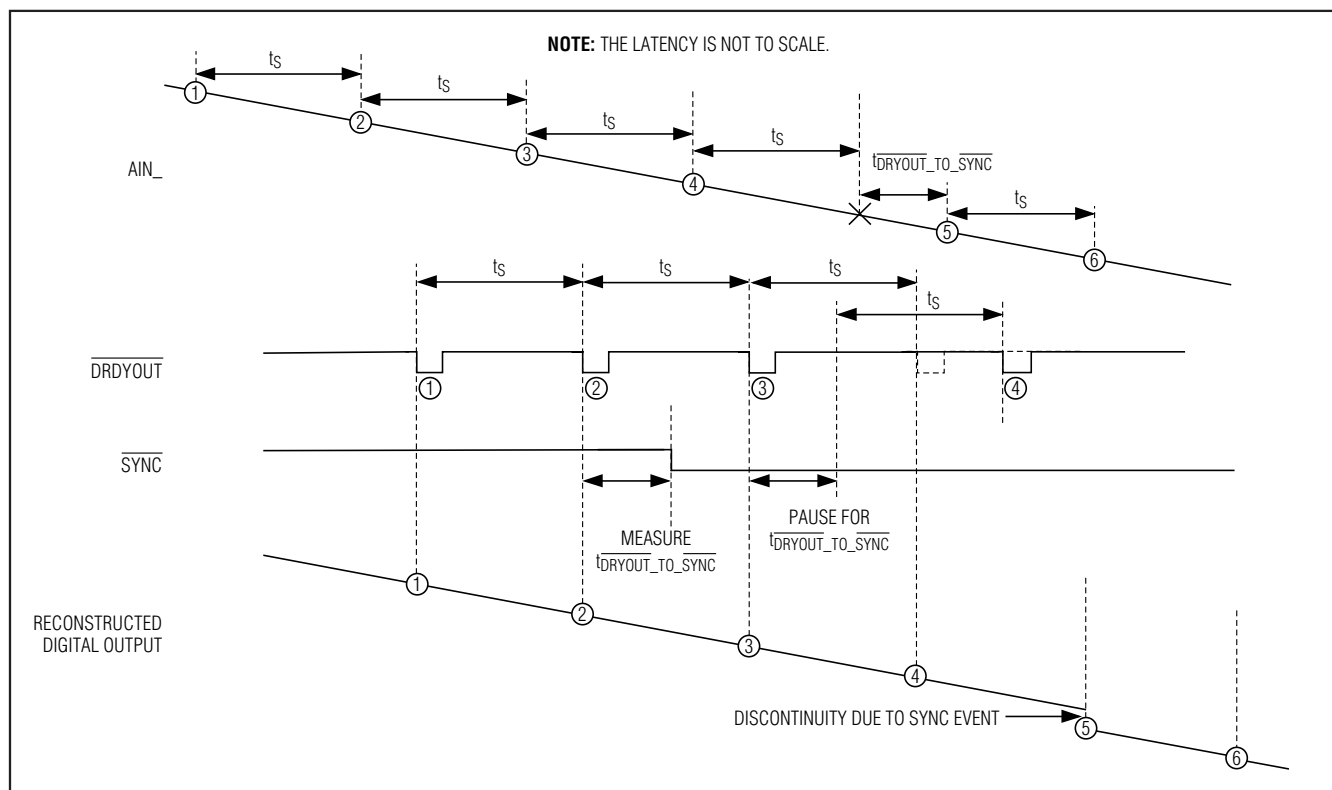 NOTE: THE LATENCY IS NOT TO SCALE.
tS
tS
tS
tS
tDRYOUT_TO_SYNC
tS
1
2
3
4
5
6
AIN_
tS
tS
tS
tS
DRDYOUT
1
2
3
4
SYNC
MEASURE
tDRYOUT_TO_SYNC
PAUSE FOR
tDRYOUT_TO_SYNC
RECONSTRUCTED
DIGITAL OUTPUT
1
2
3
4
DISCONTINUITY DUE TO SYNC EVENT
5
6